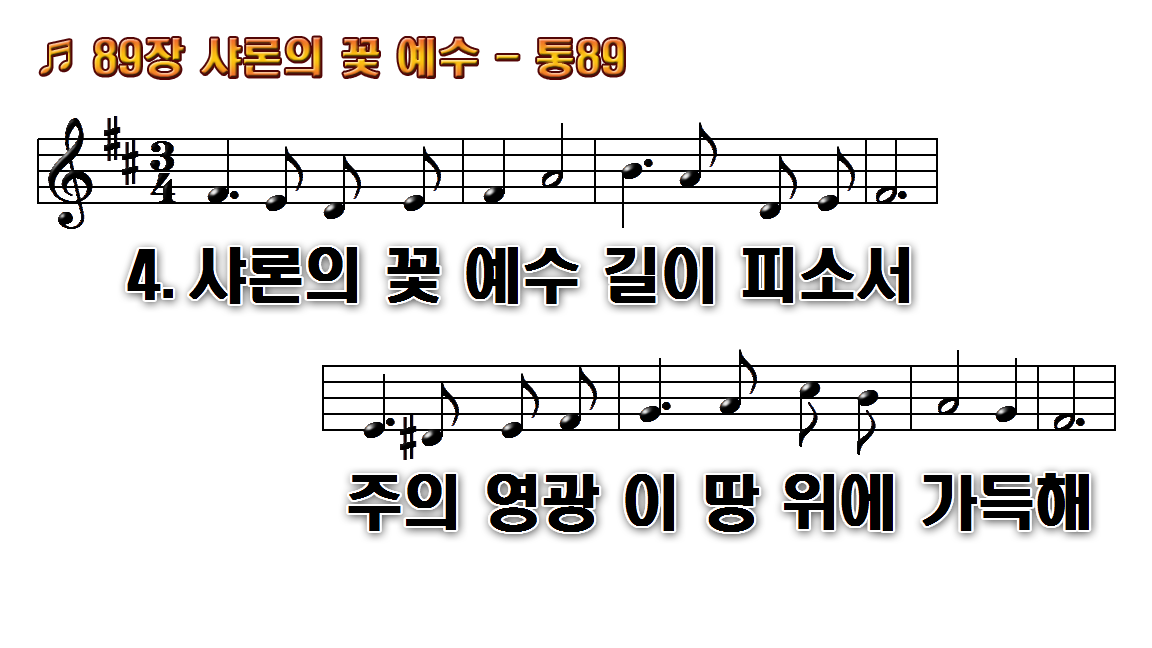 ♬ 89장 샤론의 꽃 예수 - 통89
4. 샤론의 꽃 예수 길이 피소서
주의 영광 이 땅 위에 가득해